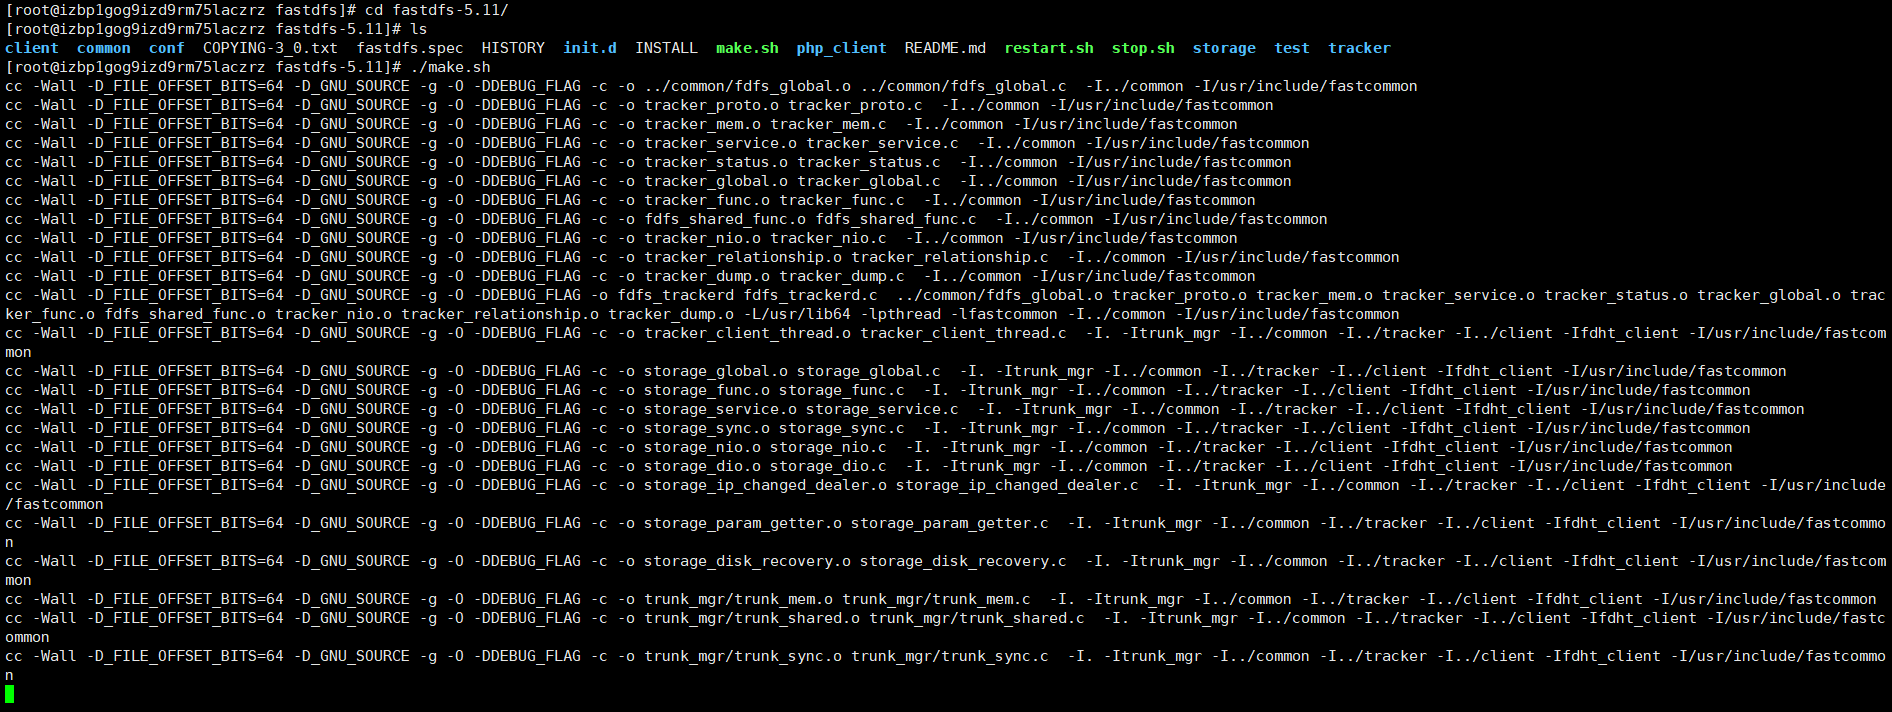 [root@izbp1gog9izd9rm75laczrz fastdfs]# cd fastdfs-5.11/
[root@izbp1gog9izd9rm75laczrz fastdfs-5.11]# ls
client  common  conf  COPYING-3_0.txt  fastdfs.spec  HISTORY  init.d  INSTALL  make.sh  php_client  README.md  restart.sh  stop.sh  storage  test  tracker
[root@izbp1gog9izd9rm75laczrz fastdfs-5.11]# ./make.sh
cc -Wall -D_FILE_OFFSET_BITS=64 -D_GNU_SOURCE -g -O -DDEBUG_FLAG -c -o ../common/fdfs_global.o ../common/fdfs_global.c  -I../common -I/usr/include/fastcommon
cc -Wall -D_FILE_OFFSET_BITS=64 -D_GNU_SOURCE -g -O -DDEBUG_FLAG -c -o tracker_proto.o tracker_proto.c  -I../common -I/usr/include/fastcommon
cc -Wall -D_FILE_OFFSET_BITS=64 -D_GNU_SOURCE -g -O -DDEBUG_FLAG -c -o tracker_mem.o tracker_mem.c  -I../common -I/usr/include/fastcommon
cc -Wall -D_FILE_OFFSET_BITS=64 -D_GNU_SOURCE -g -O -DDEBUG_FLAG -c -o tracker_service.o tracker_service.c  -I../common -I/usr/include/fastcommon
cc -Wall -D_FILE_OFFSET_BITS=64 -D_GNU_SOURCE -g -O -DDEBUG_FLAG -c -o tracker_status.o tracker_status.c  -I../common -I/usr/include/fastcommon
cc -Wall -D_FILE_OFFSET_BITS=64 -D_GNU_SOURCE -g -O -DDEBUG_FLAG -c -o tracker_global.o tracker_global.c  -I../common -I/usr/include/fastcommon
cc -Wall -D_FILE_OFFSET_BITS=64 -D_GNU_SOURCE -g -O -DDEBUG_FLAG -c -o tracker_func.o tracker_func.c  -I../common -I/usr/include/fastcommon
cc -Wall -D_FILE_OFFSET_BITS=64 -D_GNU_SOURCE -g -O -DDEBUG_FLAG -c -o fdfs_shared_func.o fdfs_shared_func.c  -I../common -I/usr/include/fastcommon
cc -Wall -D_FILE_OFFSET_BITS=64 -D_GNU_SOURCE -g -O -DDEBUG_FLAG -c -o tracker_nio.o tracker_nio.c  -I../common -I/usr/include/fastcommon
cc -Wall -D_FILE_OFFSET_BITS=64 -D_GNU_SOURCE -g -O -DDEBUG_FLAG -c -o tracker_relationship.o tracker_relationship.c  -I../common -I/usr/include/fastcommon
cc -Wall -D_FILE_OFFSET_BITS=64 -D_GNU_SOURCE -g -O -DDEBUG_FLAG -c -o tracker_dump.o tracker_dump.c  -I../common -I/usr/include/fastcommon
cc -Wall -D_FILE_OFFSET_BITS=64 -D_GNU_SOURCE -g -O -DDEBUG_FLAG -o fdfs_trackerd fdfs_trackerd.c  ../common/fdfs_global.o tracker_proto.o tracker_mem.o tracker_service.o tracker_status.o tracker_global.o trac
ker_func.o fdfs_shared_func.o tracker_nio.o tracker_relationship.o tracker_dump.o -L/usr/lib64 -lpthread -lfastcommon -I../common -I/usr/include/fastcommon
cc -Wall -D_FILE_OFFSET_BITS=64 -D_GNU_SOURCE -g -O -DDEBUG_FLAG -c -o tracker_client_thread.o tracker_client_thread.c  -I. -Itrunk_mgr -I../common -I../tracker -I../client -Ifdht_client -I/usr/include/fastcom
mon
cc -Wall -D_FILE_OFFSET_BITS=64 -D_GNU_SOURCE -g -O -DDEBUG_FLAG -c -o storage_global.o storage_global.c  -I. -Itrunk_mgr -I../common -I../tracker -I../client -Ifdht_client -I/usr/include/fastcommon
cc -Wall -D_FILE_OFFSET_BITS=64 -D_GNU_SOURCE -g -O -DDEBUG_FLAG -c -o storage_func.o storage_func.c  -I. -Itrunk_mgr -I../common -I../tracker -I../client -Ifdht_client -I/usr/include/fastcommon
cc -Wall -D_FILE_OFFSET_BITS=64 -D_GNU_SOURCE -g -O -DDEBUG_FLAG -c -o storage_service.o storage_service.c  -I. -Itrunk_mgr -I../common -I../tracker -I../client -Ifdht_client -I/usr/include/fastcommon
cc -Wall -D_FILE_OFFSET_BITS=64 -D_GNU_SOURCE -g -O -DDEBUG_FLAG -c -o storage_sync.o storage_sync.c  -I. -Itrunk_mgr -I../common -I../tracker -I../client -Ifdht_client -I/usr/include/fastcommon
cc -Wall -D_FILE_OFFSET_BITS=64 -D_GNU_SOURCE -g -O -DDEBUG_FLAG -c -o storage_nio.o storage_nio.c  -I. -Itrunk_mgr -I../common -I../tracker -I../client -Ifdht_client -I/usr/include/fastcommon
cc -Wall -D_FILE_OFFSET_BITS=64 -D_GNU_SOURCE -g -O -DDEBUG_FLAG -c -o storage_dio.o storage_dio.c  -I. -Itrunk_mgr -I../common -I../tracker -I../client -Ifdht_client -I/usr/include/fastcommon
cc -Wall -D_FILE_OFFSET_BITS=64 -D_GNU_SOURCE -g -O -DDEBUG_FLAG -c -o storage_ip_changed_dealer.o storage_ip_changed_dealer.c  -I. -Itrunk_mgr -I../common -I../tracker -I../client -Ifdht_client -I/usr/include
/fastcommon
cc -Wall -D_FILE_OFFSET_BITS=64 -D_GNU_SOURCE -g -O -DDEBUG_FLAG -c -o storage_param_getter.o storage_param_getter.c  -I. -Itrunk_mgr -I../common -I../tracker -I../client -Ifdht_client -I/usr/include/fastcommo
n
cc -Wall -D_FILE_OFFSET_BITS=64 -D_GNU_SOURCE -g -O -DDEBUG_FLAG -c -o storage_disk_recovery.o storage_disk_recovery.c  -I. -Itrunk_mgr -I../common -I../tracker -I../client -Ifdht_client -I/usr/include/fastcom
mon
cc -Wall -D_FILE_OFFSET_BITS=64 -D_GNU_SOURCE -g -O -DDEBUG_FLAG -c -o trunk_mgr/trunk_mem.o trunk_mgr/trunk_mem.c  -I. -Itrunk_mgr -I../common -I../tracker -I../client -Ifdht_client -I/usr/include/fastcommon
cc -Wall -D_FILE_OFFSET_BITS=64 -D_GNU_SOURCE -g -O -DDEBUG_FLAG -c -o trunk_mgr/trunk_shared.o trunk_mgr/trunk_shared.c  -I. -Itrunk_mgr -I../common -I../tracker -I../client -Ifdht_client -I/usr/include/fastc
ommon
cc -Wall -D_FILE_OFFSET_BITS=64 -D_GNU_SOURCE -g -O -DDEBUG_FLAG -c -o trunk_mgr/trunk_sync.o trunk_mgr/trunk_sync.c  -I. -Itrunk_mgr -I../common -I../tracker -I../client -Ifdht_client -I/usr/include/fastcommo
n